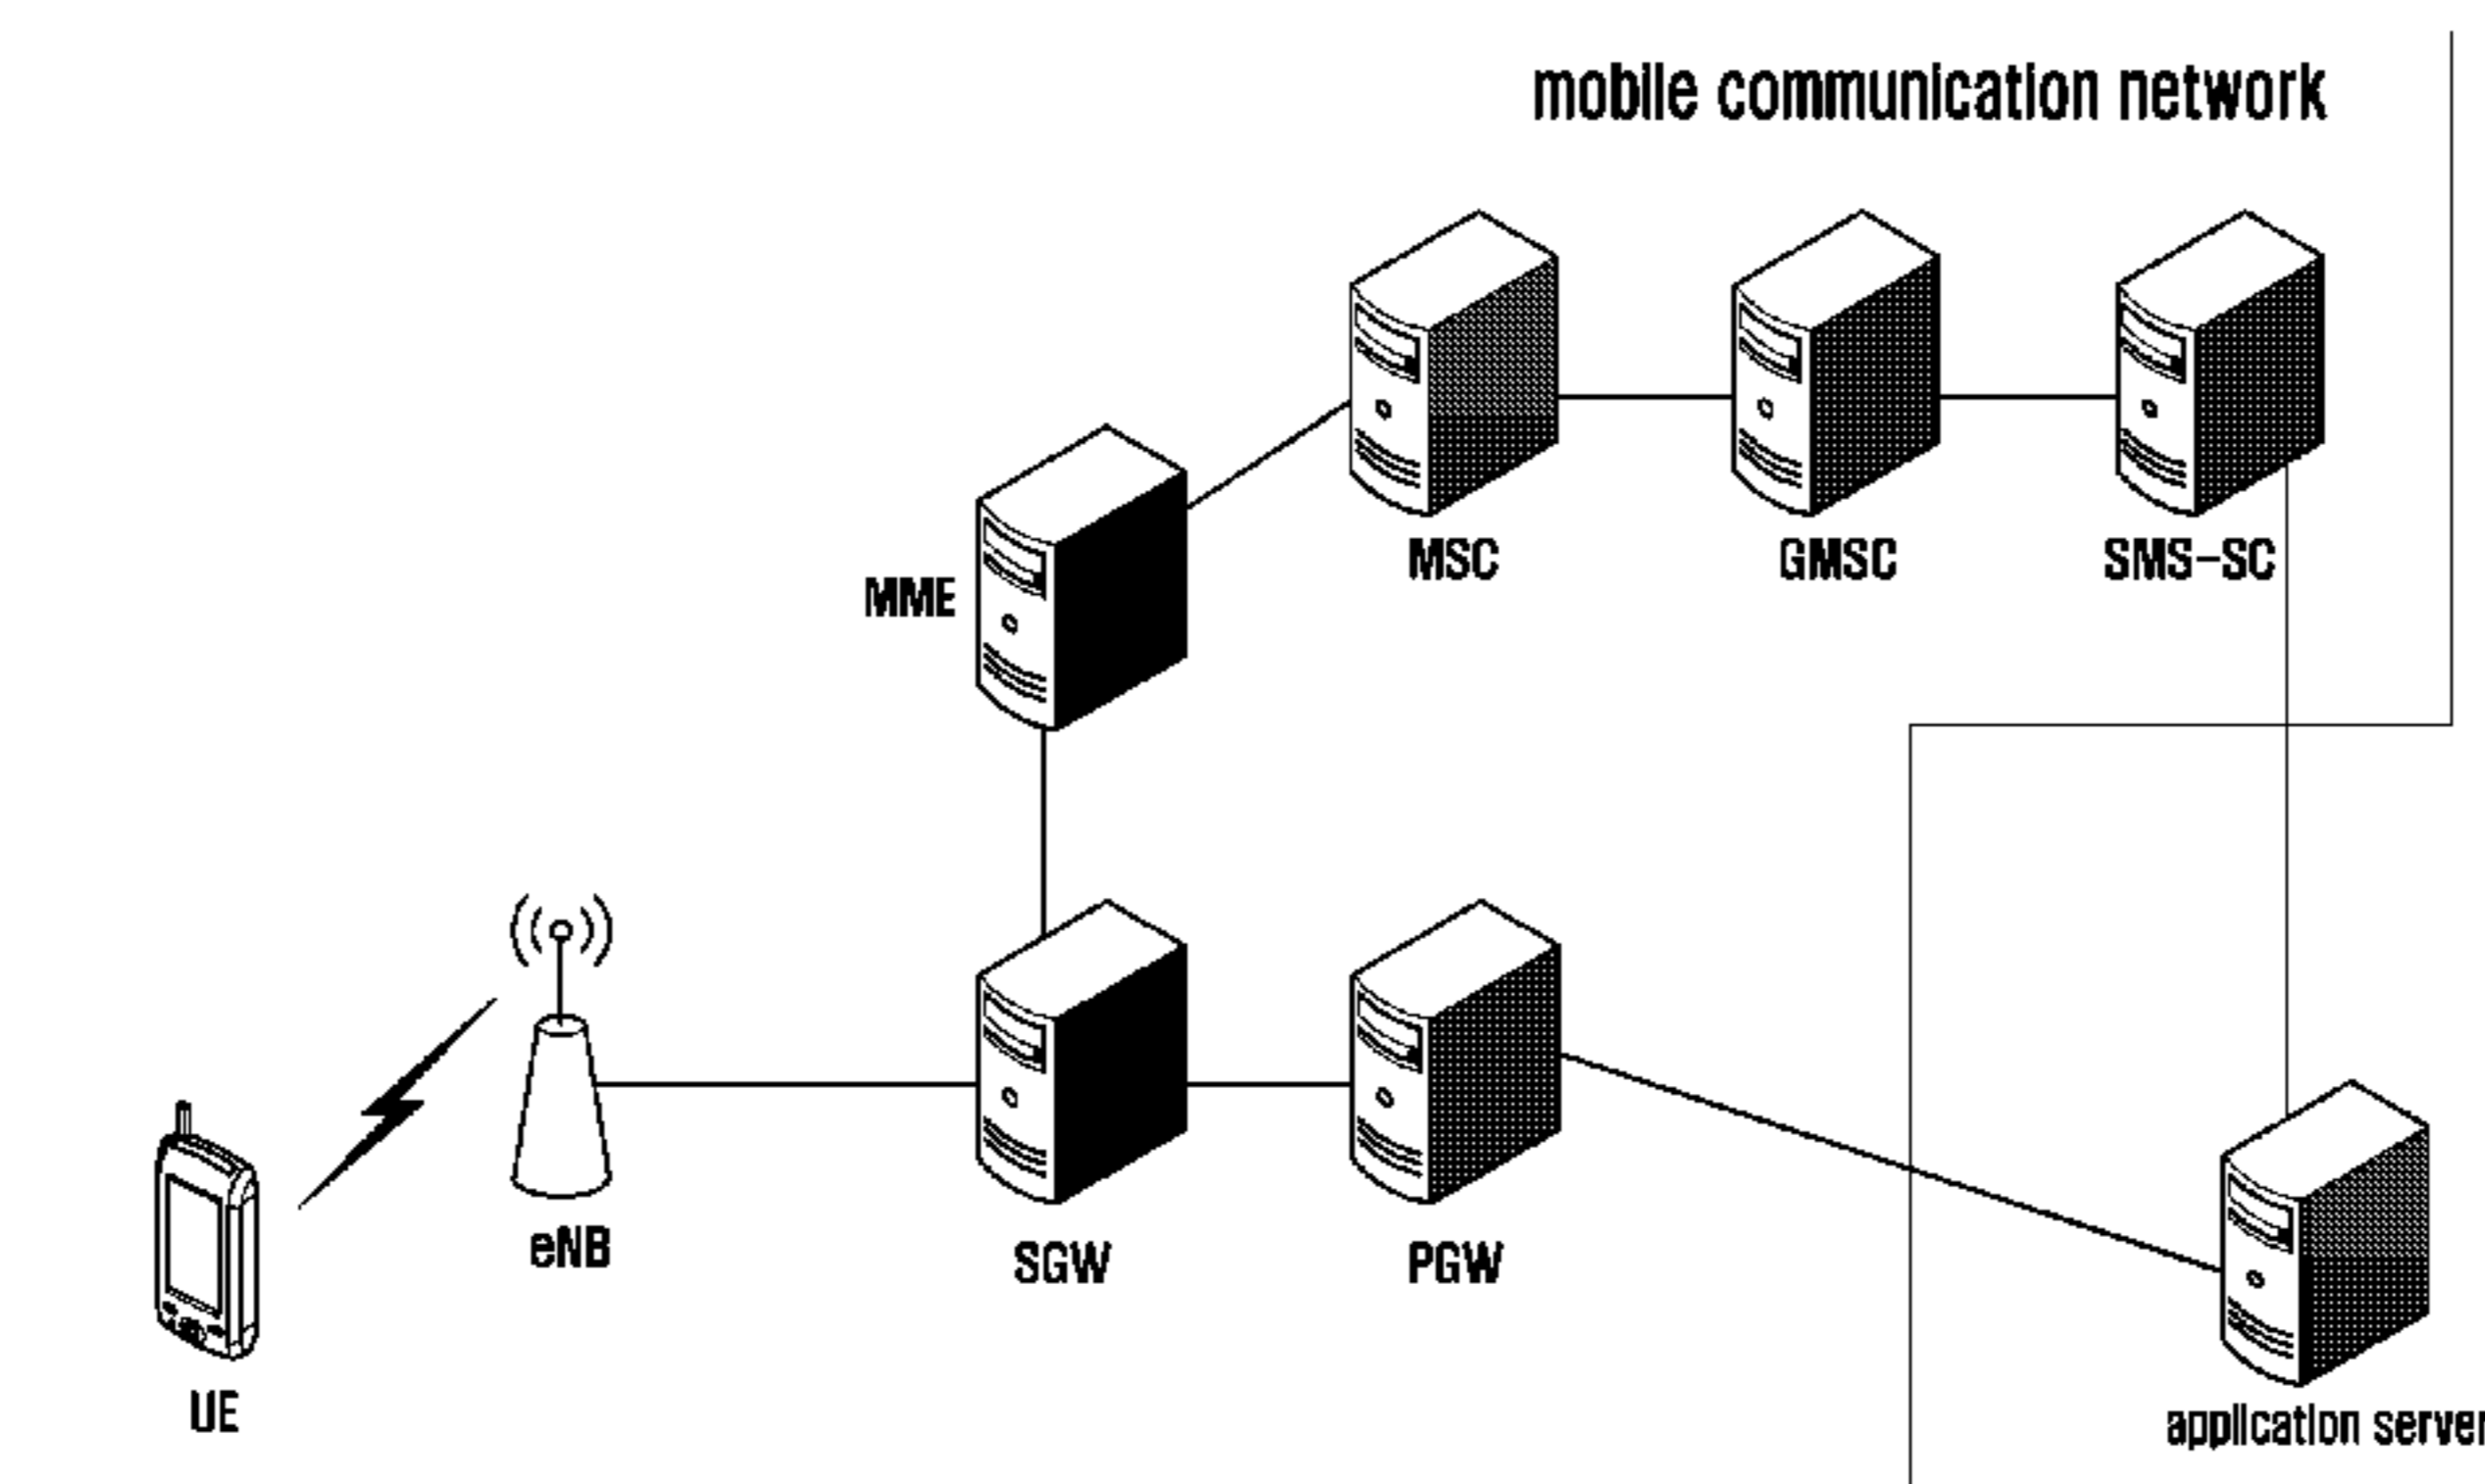 mobile communication network
MSC
GMSC
SMS-SC
MME
eNB
SGW
PGW
UE
application server